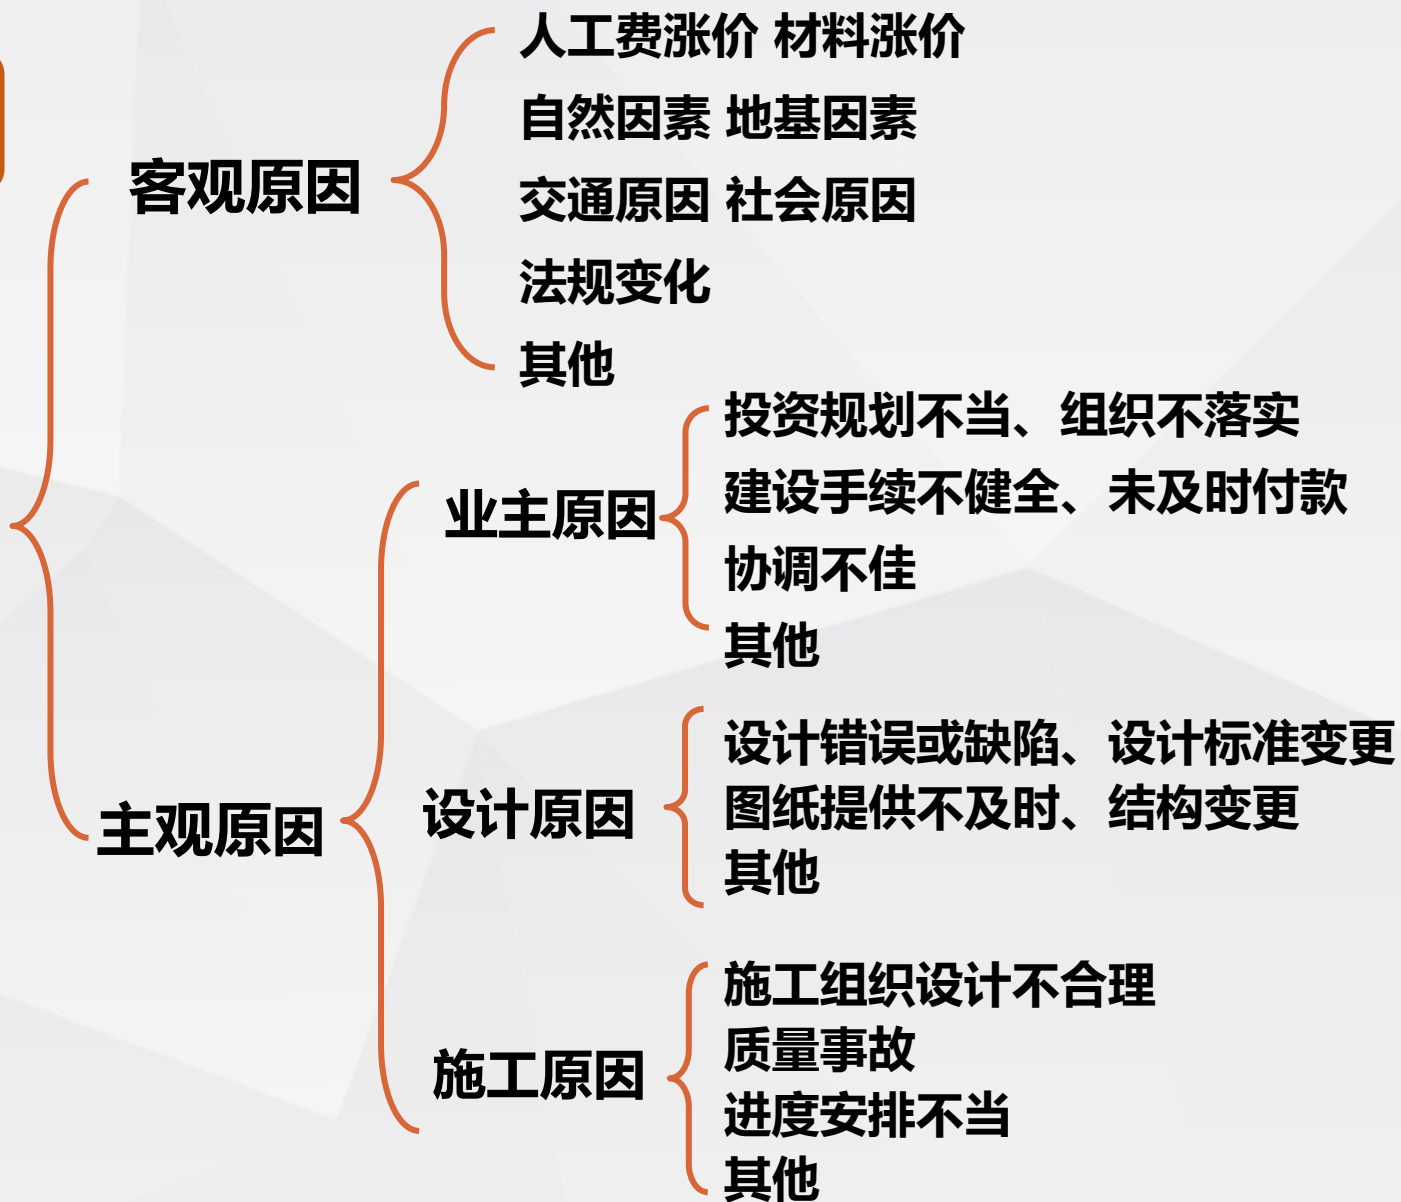 客观原因
人工费涨价 材料涨价
自然因素 地基因素
交通原因 社会原因
法规变化
其他
主观原因
业主原因
投资规划不当、组织不落实
建设手续不健全、未及时付款
协调不佳
其他
设计原因
设计错误或缺陷、设计标准变更
图纸提供不及时、结构变更
其他
施工原因
施工组织设计不合理
质量事故
进度安排不当
其他